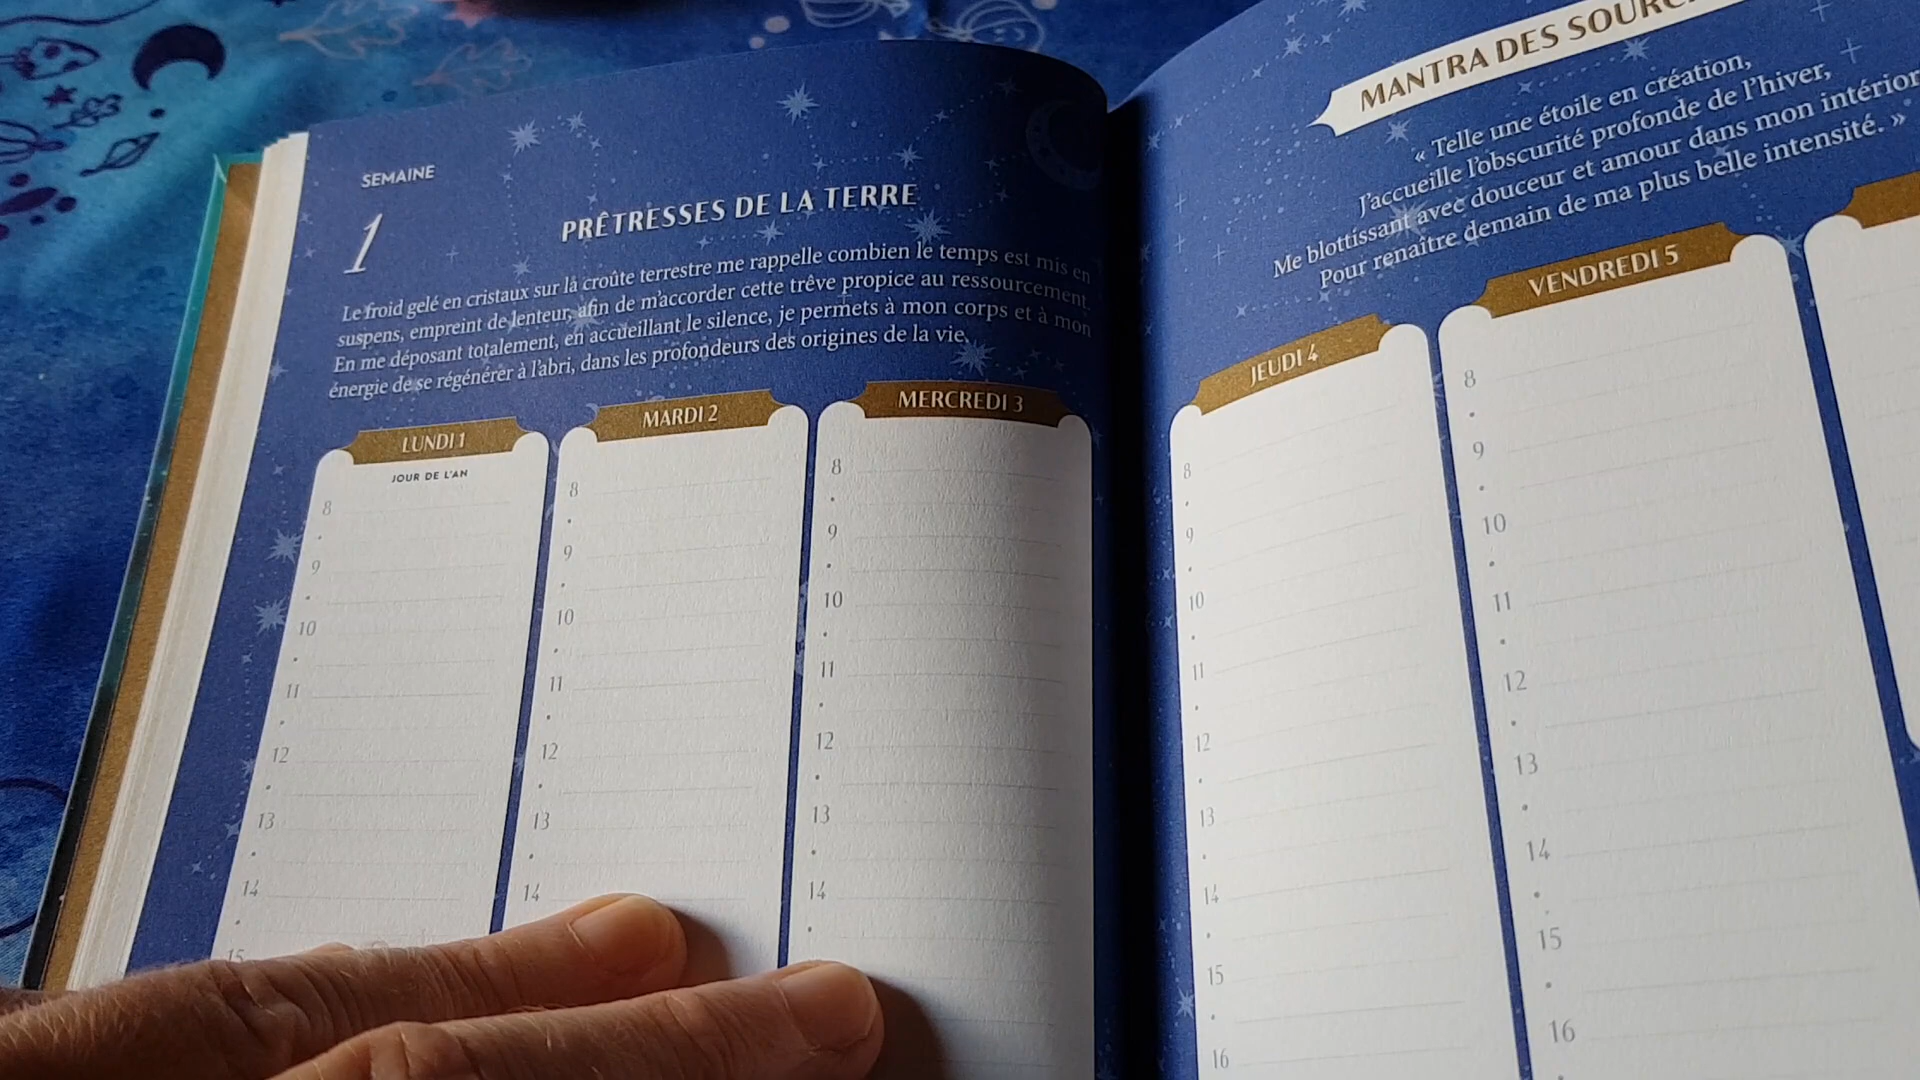 SEMAINE
1
PRÊTRESSES DE LA TERRE
Le froid gelé en cristaux sur la croûte terrestre me rappelle combien le temps est mis en
suspens, empreint de lenteur, afin de m'accorder cette trêve propice au ressourcement.
En me déposant totalement, en accueillant le silence, je permets à mon corps et à mon
énergie de se régénérer à l'abri, dans les profondeurs des origines de la vie.
LUNDI 1
JOUR DE L'AN
8
9
10
11
12
13
14
15
MARDI 2
8
9
10
11
12
13
14
MERCREDI 3
8
9
10
11
12
13
14
MANTRA DES
« Telle une étoile en création,
J'accueille l'obscurité profonde de l'hiver,
Me blottissant avec douceur et amour dans mon
Pour renaître demain de ma plus belle intensité. »
JEUDI 4
8
9
10
11
12
13
14
15
16
VENDREDI 5
8
9
10
11
12
13
14
15
16